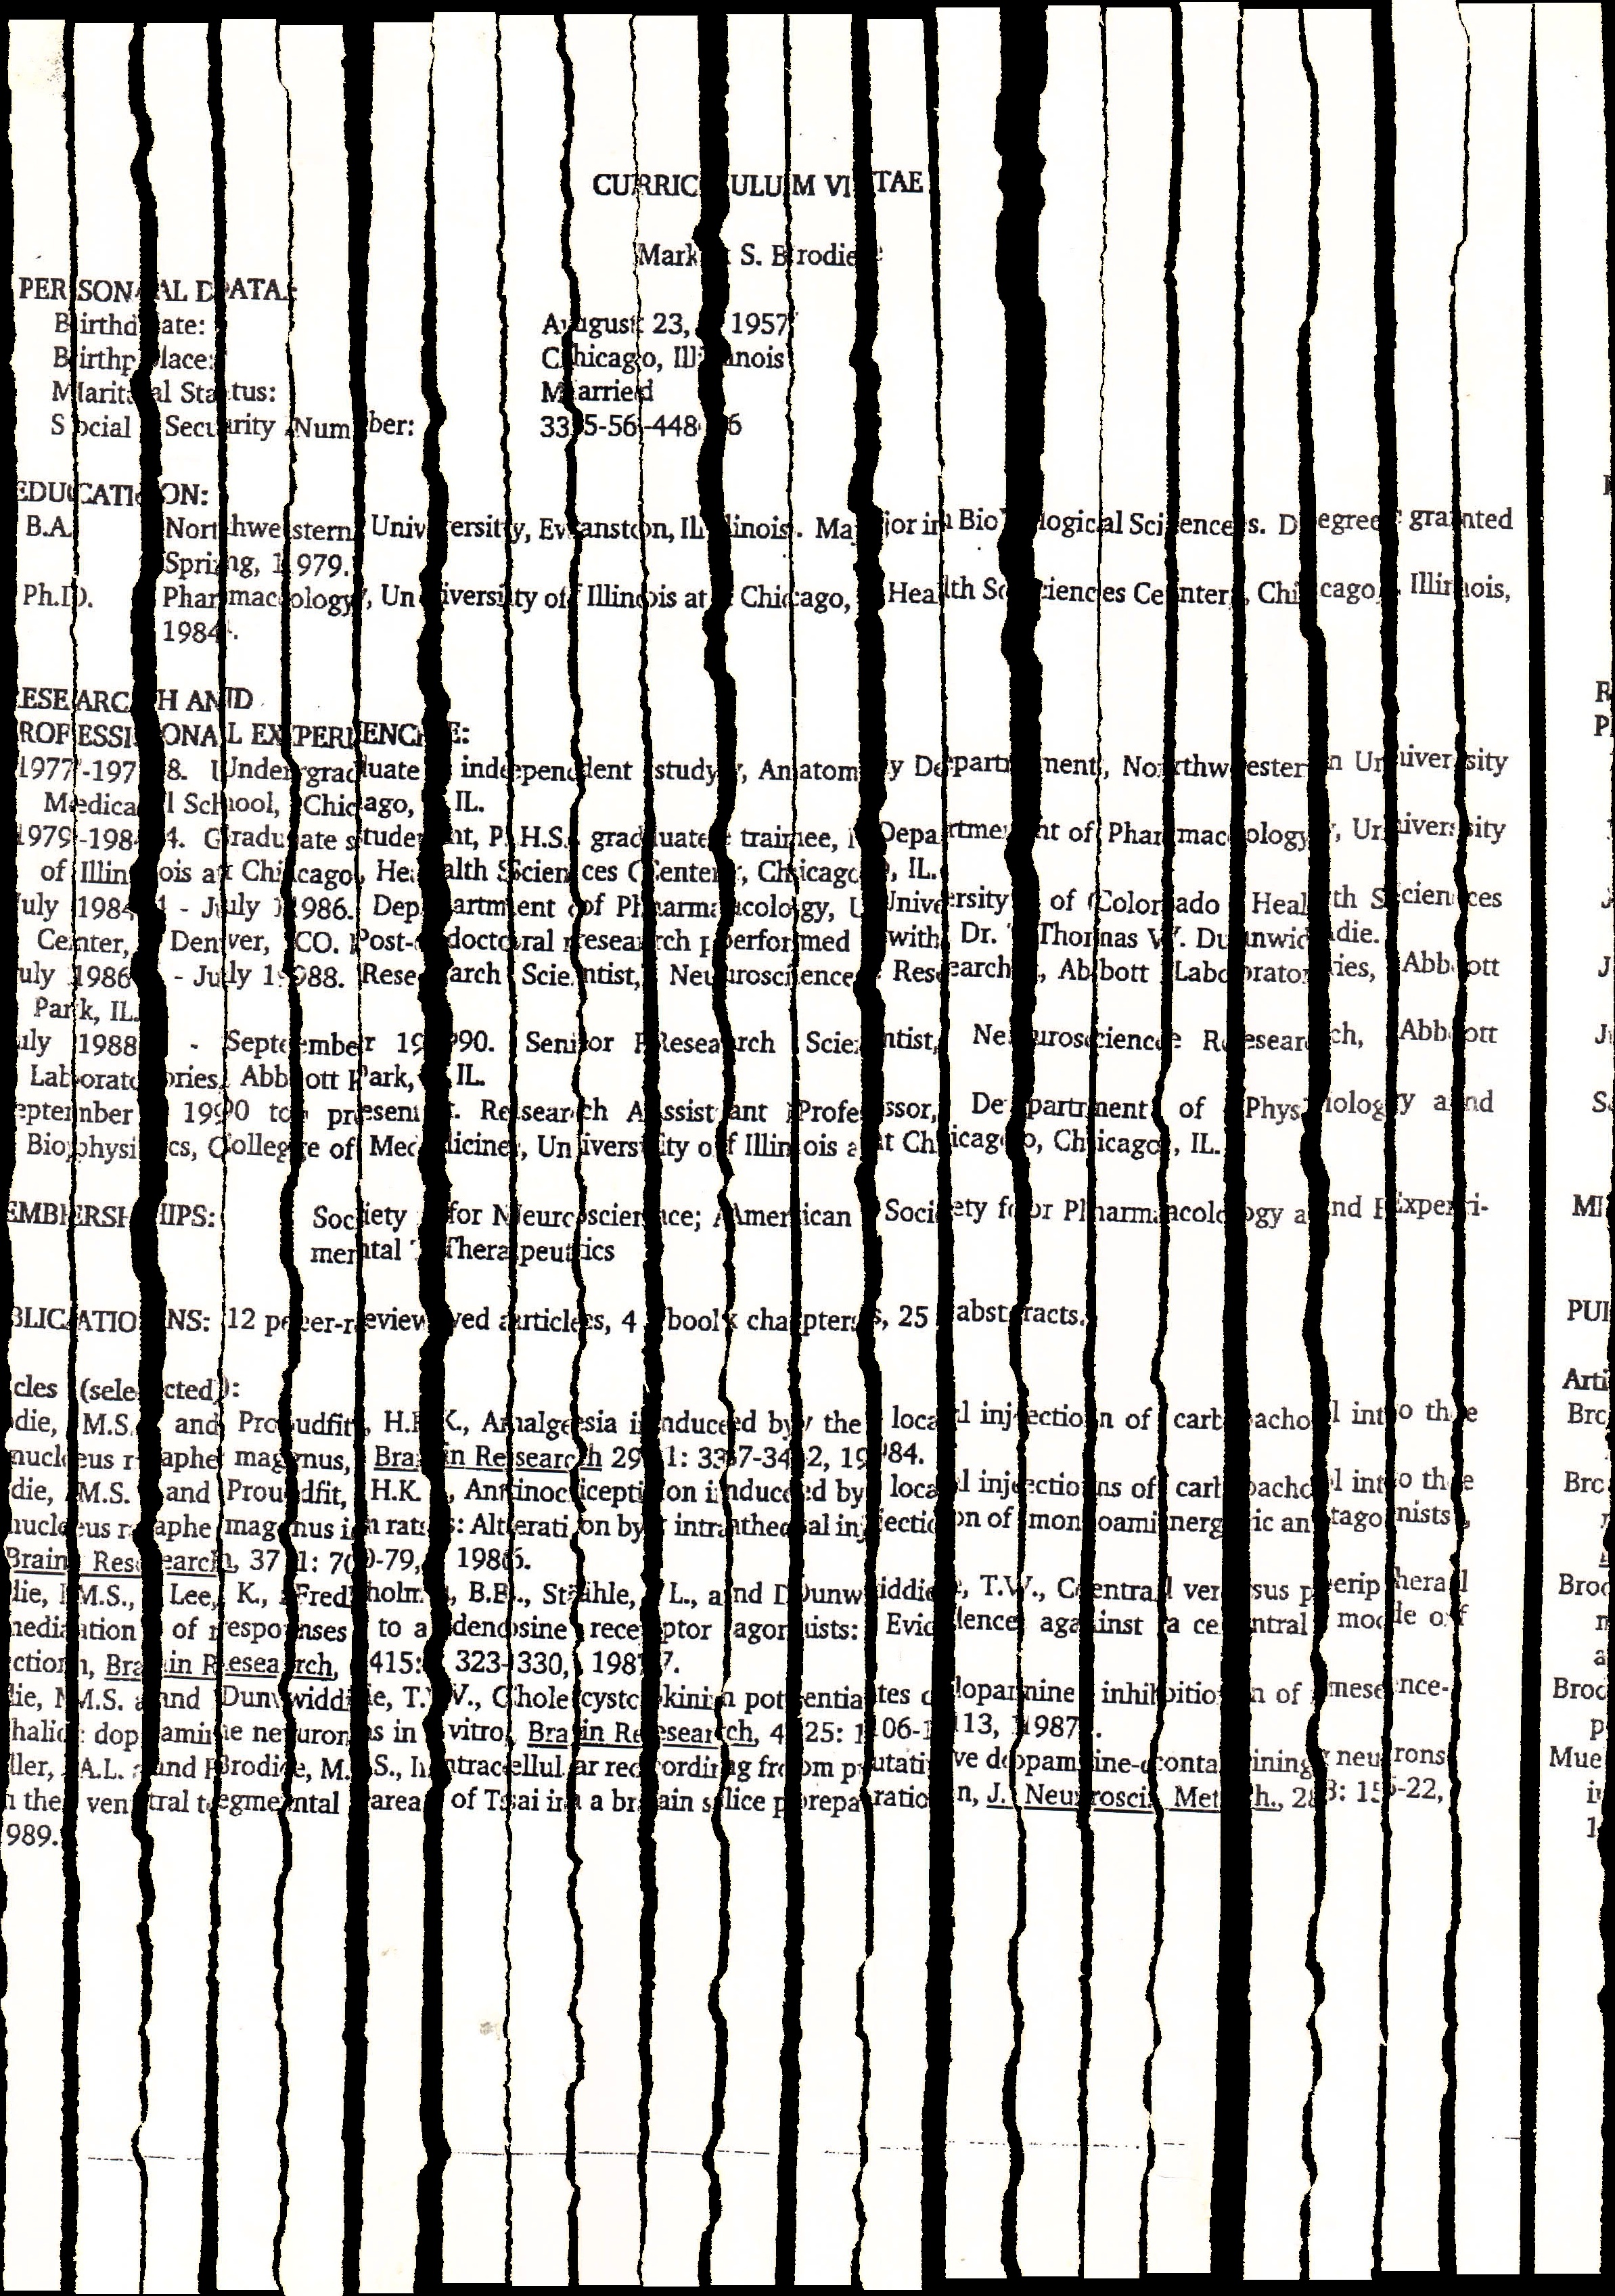 CURRICULUM VITAE
Mark S. Brodie
PERSONAL DATA:
Birthdate: August 23, 1957
Birthplace: Chicago, Illinois
Marital Status: Married
Social Security Number:
EDUCATION:
B.A. Northwestern University, Evanston, Illinois. Major in Biological Sciences. Degree granted
Spring, 1979.
Ph.D. Pharmacology, University of Illinois at Chicago, Health Sciences Center, Chicago, Illinois,
1984.
RESEARCH AND
PROFESSIONAL EXPERIENCE:
1977-1978. Undergraduate independent study, Anatomy Department, Northwestern University
Medical School, Chicago, IL.
1979-1984. Graduate student, P.H.S. graduate trainee, Department of Pharmacology, University
of Illinois at Chicago, Health Sciences Center, Chicago, IL.
July 1984 - July 1986. Department of Pharmacology, University of Colorado Health Sciences
Center, Denver, CO. Post-doctoral research performed with Dr. Thomas V. Dunwiddie.
July 1986 - July 1988. Research Scientist, Neuroscience Research, Abbott Laboratories, Abbott
Park, IL.
July 1988 - September 1990. Senior Research Scientist, Neuroscience Research, Abbott
Laboratories, Abbott Park, IL.
September 1990 to present. Research Assistant Professor, Department of Physiology and
Biophysics, College of Medicine, University of Illinois at Chicago, Chicago, IL.
MEMBERSHIPS: Society for Neuroscience; American Society for Pharmacology and Experi-
mental Therapeutics
PUBLICATIONS: 12 peer-reviewed articles, 4 book chapters, 25 abstracts.
Articles (selected):
Brodie, M.S. and Proudfit, H.K., Analgesia induced by the local injection of carbachol into the
nucleus raphe magnus, Brain Research 291: 337-342, 1984.
Brodie, M.S. and Proudfit, H.K., Antinociception induced by local injections of carbachol into the
nucleus raphe magnus in rats: Alteration by intrathecal injection of monoaminergic antagonists,
Brain Research, 371: 70-79, 1986.
Brodie, M.S., Lee, K., Fredholm, B.B., Stahle, L., and Dunwiddie, T.V., Central versus peripheral
mediation of responses to adenosine receptor agonists: Evidence against a central mode of
action, Brain Research, 415: 323-330, 1987.
Brodie, M.S. and Dunwiddie, T.V., Cholecystokinin potentiates dopamine inhibition of mesence-
phalic dopamine neurons in vitro, Brain Research, 425: 106-113, 1987.
Mueller, A.L. and Brodie, M.S., Intracellular recording from putative dopamine-containing neurons
in the ventral tegmental area of Tsai in a brain slice preparation, J. Neurosci. Meth., 28: 15-22,
1989.